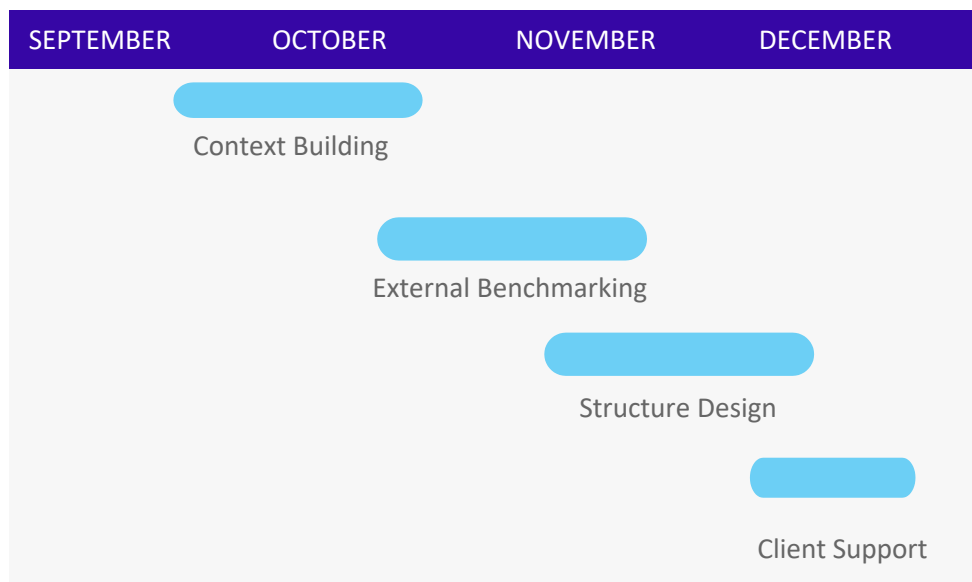 SEPTEMBER OCTOBER NOVEMBER DECEMBER
Context Building
External Benchmarking
Structure Design
Client Support